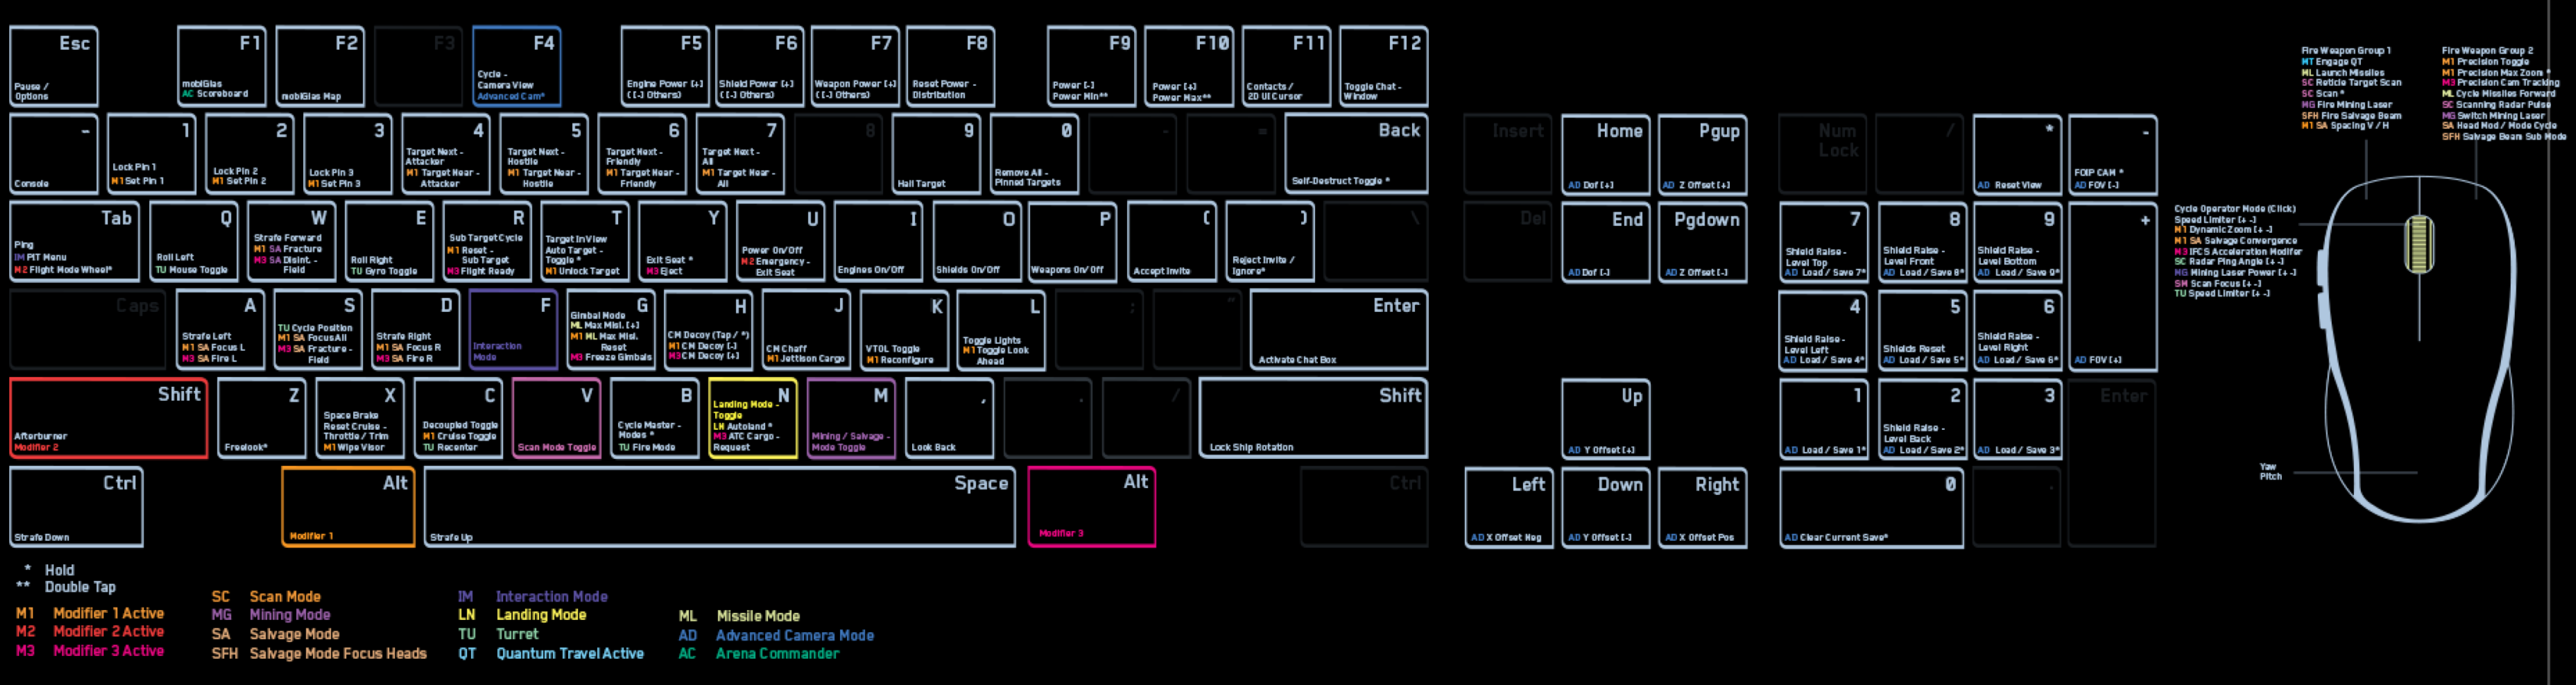 Esc
Pause /
Options
F1
mobiGlas
AC Scoreboard
F2
mobiGlas Map
F3
F4
Cycle -
Camera View
Advanced Cam*
F5
Engine Power [+]
([-] Others)
F6
Shield Power [+]
([-] Others)
F7
Weapon Power [+]
([-] Others)
F8
Reset Power -
Distribution
F9
Power [-]
Power Min**
F10
Power [+]
Power Max**
F11
Contacts /
2D UI Cursor
F12
Toggle Chat -
Window
~
Console
1
Lock Pin 1
M1 Set Pin 1
2
Lock Pin 2
M1 Set Pin 2
3
Lock Pin 3
M1 Set Pin 3
4
Target Next -
Attacker
M1 Target Near -
Attacker
5
Target Next -
Hostile
M1 Target Near -
Hostile
6
Target Next -
Friendly
M1 Target Near -
Friendly
7
Target Next -
All
M1 Target Near -
All
8
9
Hail Target
0
Remove All -
Pinned Targets
-
=
Back
Self-Destruct Toggle *
Insert
Home
AD Dof [+]
Pgup
AD Z Offset [+]
Num
Lock
/
*
AD Reset View
-
FOIP CAM *
AD FOV [-]
Tab
Ping
IM PIT Menu
M2 Flight Mode Wheel*
Q
Roll Left
TU Mouse Toggle
W
Strafe Forward
M1 SA Fracture
M3 SA Disint. -
Field
E
Roll Right
TU Gyro Toggle
R
Sub Target Cycle
M1 Reset -
Sub Target
M3 Flight Ready
T
Target In View
Auto Target -
Toggle *
M1 Unlock Target
Y
Exit Seat *
M3 Eject
U
Power On/Off
M2 Emergency -
Exit Seat
I
Engines On/Off
O
Shields On/Off
P
Weapons On/Off
[
Accept Invite
]
Reject Invite /
Ignore*
\
Del
End
AD Dof [-]
Pgdown
AD Z Offset [-]
7
Shield Raise -
Level Top
AD Load / Save 7*
8
Shield Raise -
Level Front
AD Load / Save 8*
9
Shield Raise -
Level Bottom
AD Load / Save 9*
+
AD FOV [+]
Caps
A
Strafe Left
M1 SA Focus L
M3 SA Fire L
S
TU Cycle Position
M1 SA Focus All
M3 SA Fracture -
Field
D
Strafe Right
M1 SA Focus R
M3 SA Fire R
F
Interaction
Mode
G
Gimbal Mode
ML Max Misl. [+]
M1 ML Max Misl.
Reset
M3 Freeze Gimbals
H
CM Decoy (Tap / *)
M1 CM Decoy [-]
M3 CM Decoy [+]
J
CM Chaff
M1 Jettison Cargo
K
VTOL Toggle
M1 Reconfigure
L
Toggle Lights
M1 Toggle Look
Ahead
;
"
Enter
Activate Chat Box
4
Shield Raise -
Level Left
AD Load / Save 4*
5
Shields Reset
AD Load / Save 5*
6
Shield Raise -
Level Right
AD Load / Save 6*
Shift
Afterburner
Modifier 2
Z
Freelook*
X
Space Brake
Reset Cruise -
Throttle / Trim
M1 Wipe Visor
C
Decoupled Toggle
M1 Cruise Toggle
TU Recenter
V
Scan Mode Toggle
B
Cycle Master -
Modes *
TU Fire Mode
N
Landing Mode -
Toggle
LN Autoland *
M3 ATC Cargo -
Request
M
Mining / Salvage -
Mode Toggle
,
Look Back
.
/
Shift
Lock Ship Rotation
Up
AD Y Offset [+]
1
AD Load / Save 1*
2
Shield Raise -
Level Back
AD Load / Save 2*
3
AD Load / Save 3*
Enter
Ctrl
Strafe Down
Alt
Modifier 1
Space
Strafe Up
Alt
Modifier 3
Ctrl
Left
AD X Offset Neg
Down
AD Y Offset [-]
Right
AD X Offset Pos
0
AD Clear Current Save*
.
Fire Weapon Group 1
MT Engage QT
ML Launch Missiles
SC Reticle Target Scan
SC Scan *
MG Fire Mining Laser
SFH Fire Salvage Beam
M1 SA Spacing V / H
Fire Weapon Group 2
M1 Precision Toggle
M1 Precision Max Zoom *
M3 Precision Cam Tracking
ML Cycle Missiles Forward
SC Scanning Radar Pulse
MG Switch Mining Laser
SA Head Mod / Mode Cycle
SFH Salvage Beam Sub Mode
Cycle Operator Mode (Click)
Speed Limiter [+ -]
M1 Dynamic Zoom [+ -]
M1 SA Salvage Convergence
M3 IFCS Acceleration Modifer
SC Radar Ping Angle [+ -]
MG Mining Laser Power [+ -]
SM Scan Focus [+ -]
TU Speed Limiter [+ -]
Yaw
Pitch
* Hold
** Double Tap
M1 Modifier 1 Active
M2 Modifier 2 Active
M3 Modifier 3 Active
SC Scan Mode
MG Mining Mode
SA Salvage Mode
SFH Salvage Mode Focus Heads
IM Interaction Mode
LN Landing Mode
TU Turret
QT Quantum Travel Active
ML Missile Mode
AD Advanced Camera Mode
AC Arena Commander